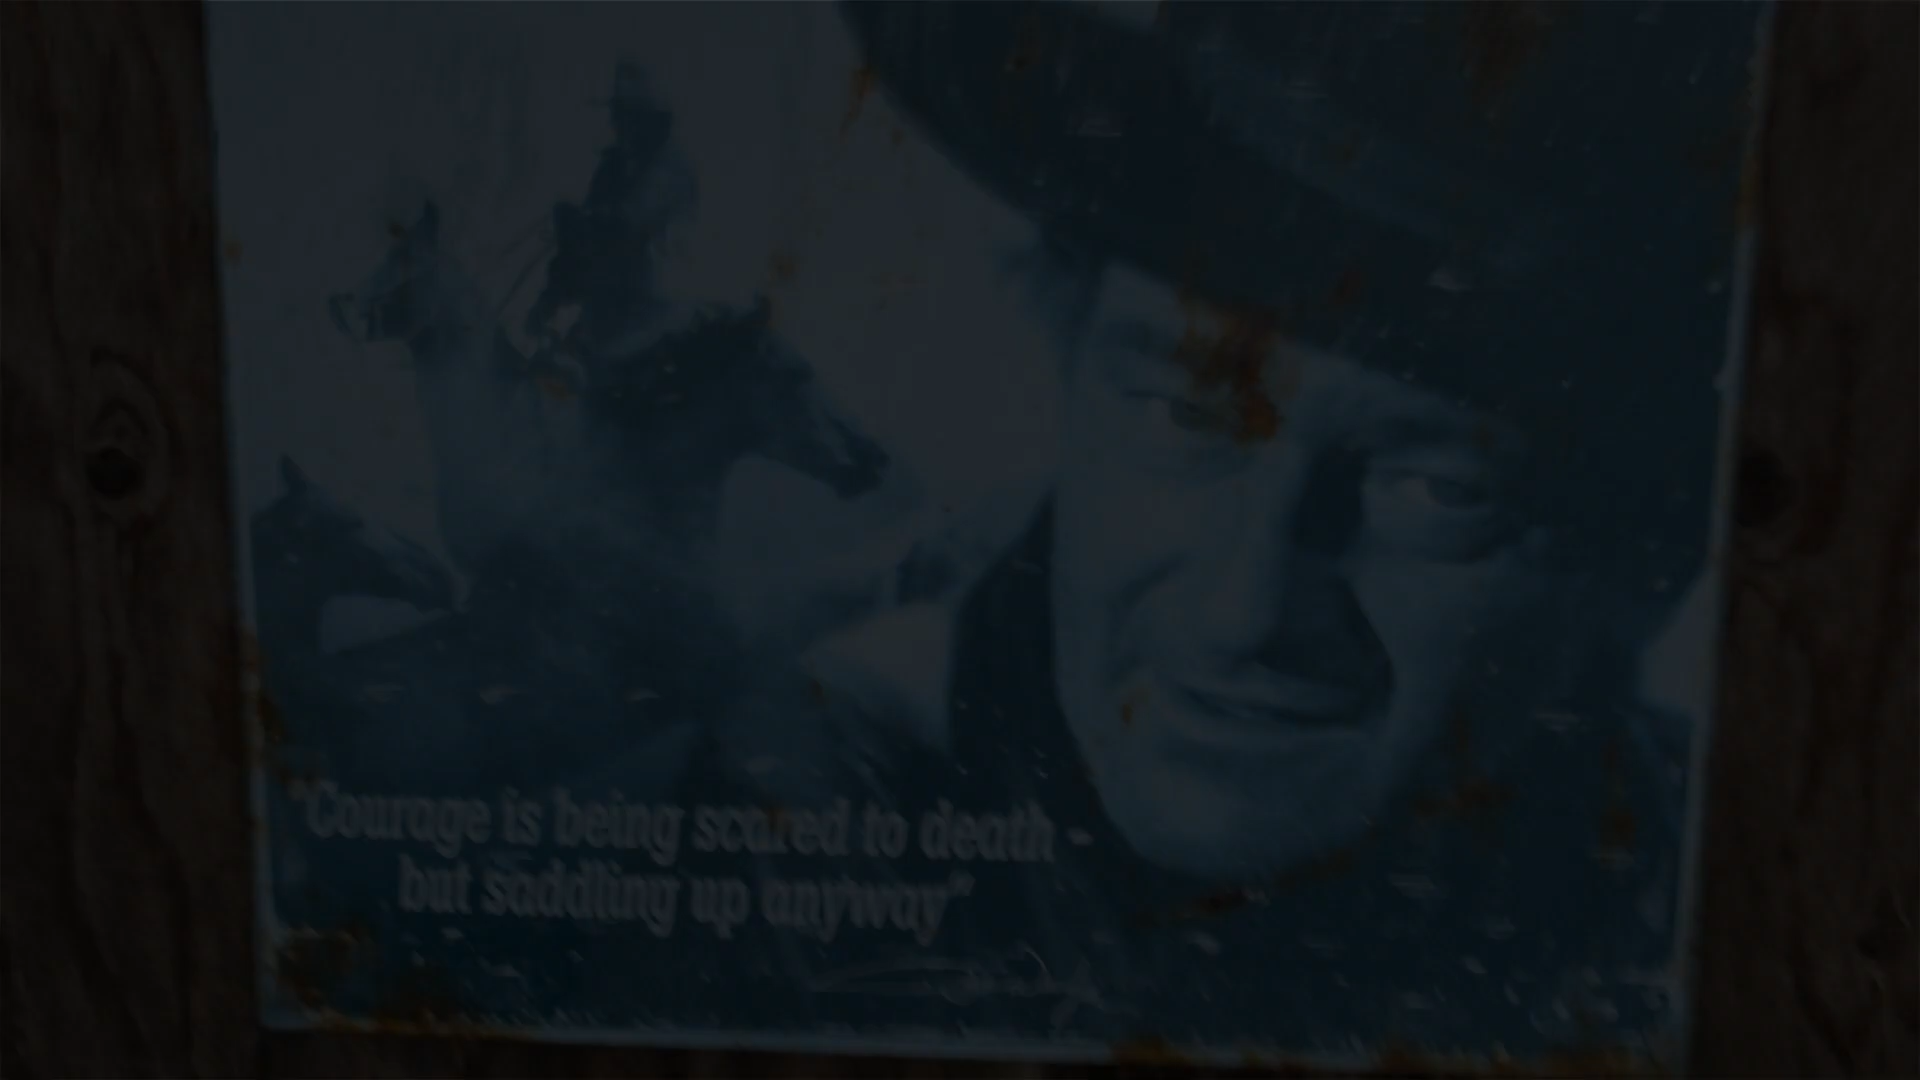 "Courage is being scared to death -
but saddling up anyway"